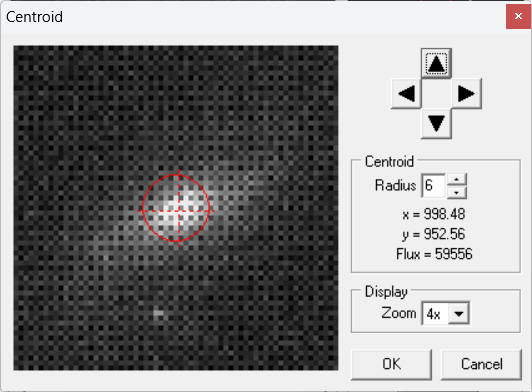 Centroid
Centroid
Radius 6
x = 998.48
y = 952.56
Flux = 59556
Display
Zoom 4x
OK Cancel